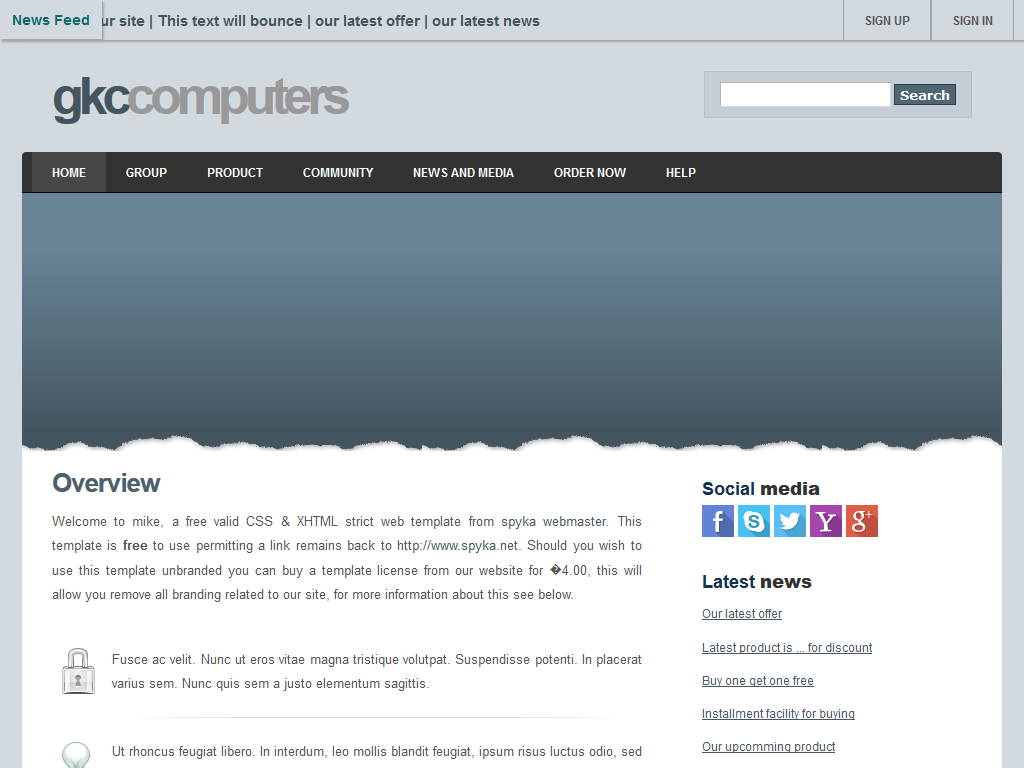 News Feed
ur site | This text will bounce | our latest offer | our latest news
SIGN UP
SIGN IN
gkccomputers
Search
HOME GROUP PRODUCT COMMUNITY NEWS AND MEDIA ORDER NOW HELP
Overview
Welcome to mike, a free valid CSS & XHTML strict web template from spyka webmaster. This
template is free to use permitting a link remains back to http://www.spyka.net. Should you wish to
use this template unbranded you can buy a template license from our website for �4.00, this will
allow you remove all branding related to our site, for more information about this see below.
Fusce ac velit. Nunc ut eros vitae magna tristique volutpat. Suspendisse potenti. In placerat
varius sem. Nunc quis sem a justo elementum sagittis.
Ut rhoncus feugiat libero. In interdum, leo mollis blandit feugiat, ipsum risus luctus odio, sed
Social media
f S Y g+
Latest news
Our latest offer
Latest product is ... for discount
Buy one get one free
Installment facility for buying
Our upcomming product